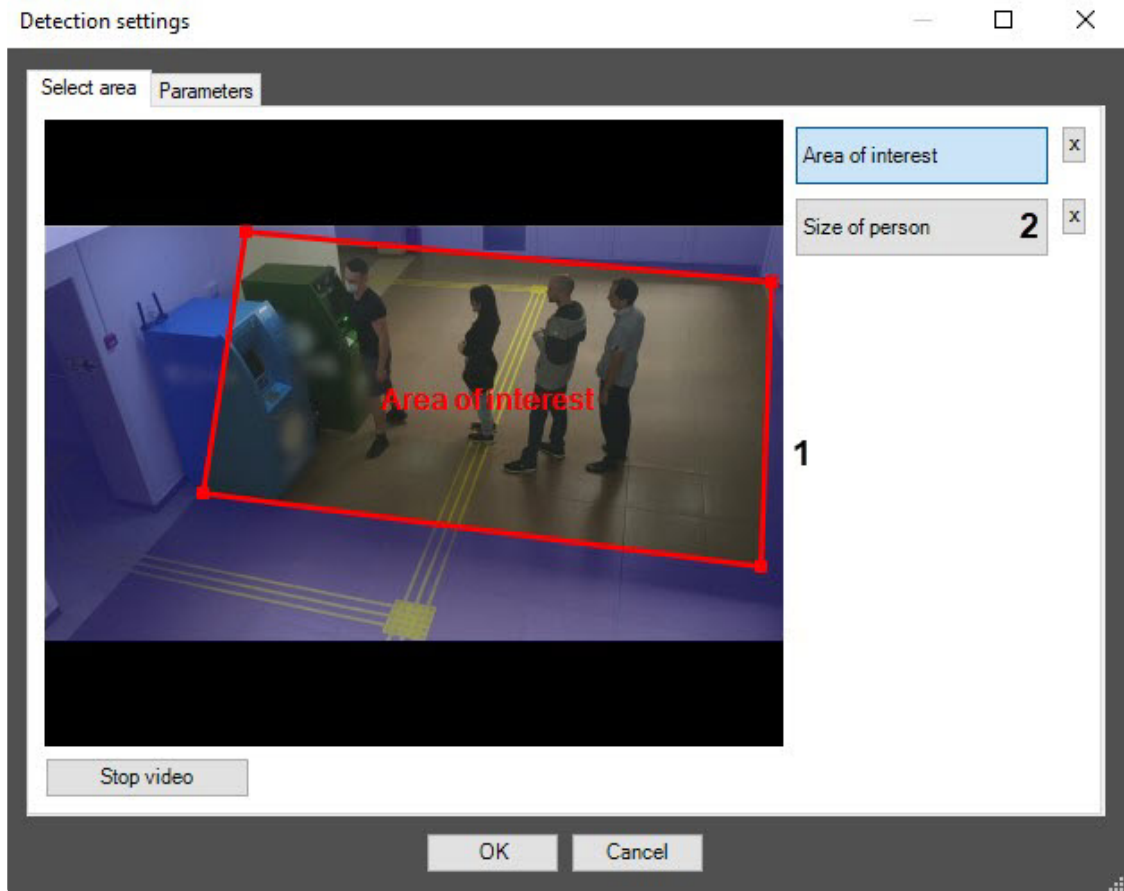 Detection settings
Select area
Parameters
Area of interest
x
Size of person
2
x
Area of interest
1
Stop video
OK
Cancel